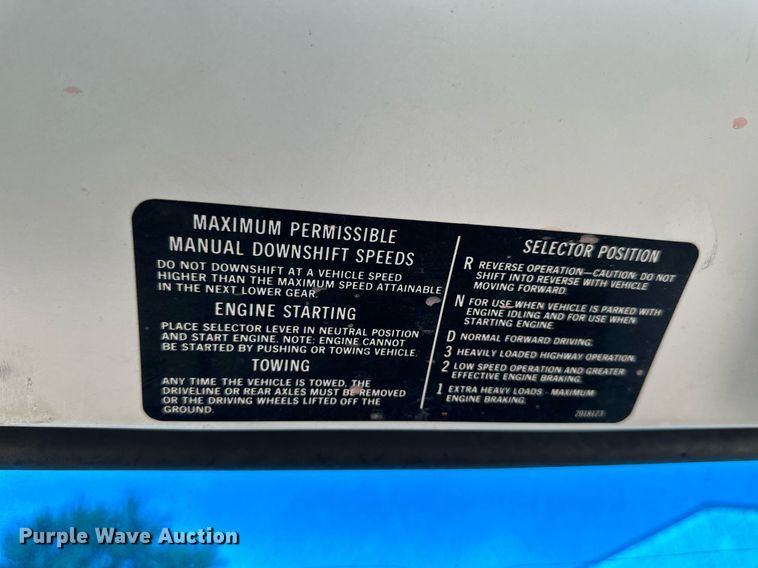 MAXIMUM PERMISSIBLE
MANUAL DOWNSHIFT SPEEDS
DO NOT DOWNSHIFT AT A VEHICLE SPEED
HIGHER THAN THE MAXIMUM SPEED ATTAINABLE
IN THE NEXT LOWER GEAR.
ENGINE STARTING
PLACE SELECTOR LEVER IN NEUTRAL POSITION
AND START ENGINE. NOTE: ENGINE CANNOT
BE STARTED BY PUSHING OR TOWING VEHICLE.
TOWING
ANY TIME THE VEHICLE IS TOWED, THE
DRIVELINE OR REAR AXLES MUST BE REMOVED
OR THE DRIVING WHEELS LIFTED OFF THE
GROUND.
SELECTOR POSITION
R REVERSE OPERATION—CAUTION: DO NOT
SHIFT INTO REVERSE WITH VEHICLE
MOVING FORWARD.
N FOR USE WHEN VEHICLE IS PARKED WITH
ENGINE IDLING AND FOR USE WHEN
STARTING ENGINE.
D NORMAL FORWARD DRIVING.
3 HEAVILY LOADED HIGHWAY OPERATION.
2 LOW SPEED OPERATION AND GREATER
EFFECTIVE ENGINE BRAKING.
1 EXTRA HEAVY LOADS - MAXIMUM
ENGINE BRAKING.
2018123
Purple Wave Auction